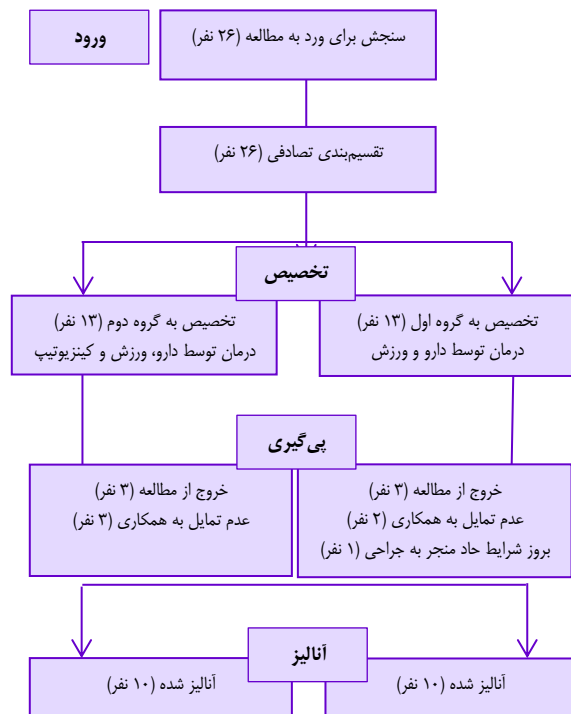 سنجش برای ورد به مطالعه (۲۶ نفر)
ورود
تقسیم‌بندی تصادفی (۲۶ نفر)
تخصیص
تخصیص به گروه اول (۱۳ نفر)
درمان توسط دارو و ورزش
تخصیص به گروه دوم (۱۳ نفر)
درمان توسط دارو، ورزش و کینزیوتیپ
پی‌گیری
خروج از مطالعه (۳ نفر)
عدم تمایل به همکاری (۲ نفر)
بروز شرایط حاد منجر به جراحی (۱ نفر)
خروج از مطالعه (۳ نفر)
عدم تمایل به همکاری (۳ نفر)
آنالیز
آنالیز شده (۱۰ نفر)
آنالیز شده (۱۰ نفر)